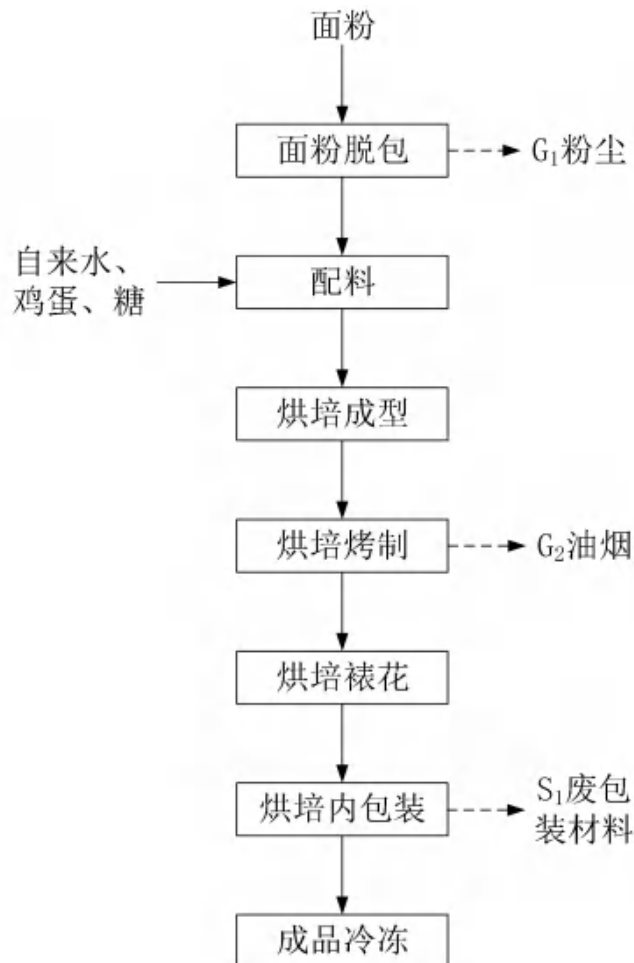 面粉
面粉脱包
G₁粉尘
自来水、
鸡蛋、糖
配料
烘培成型
烘培烤制
G₂油烟
烘培裱花
烘培内包装
S₁废包
装材料
成品冷冻